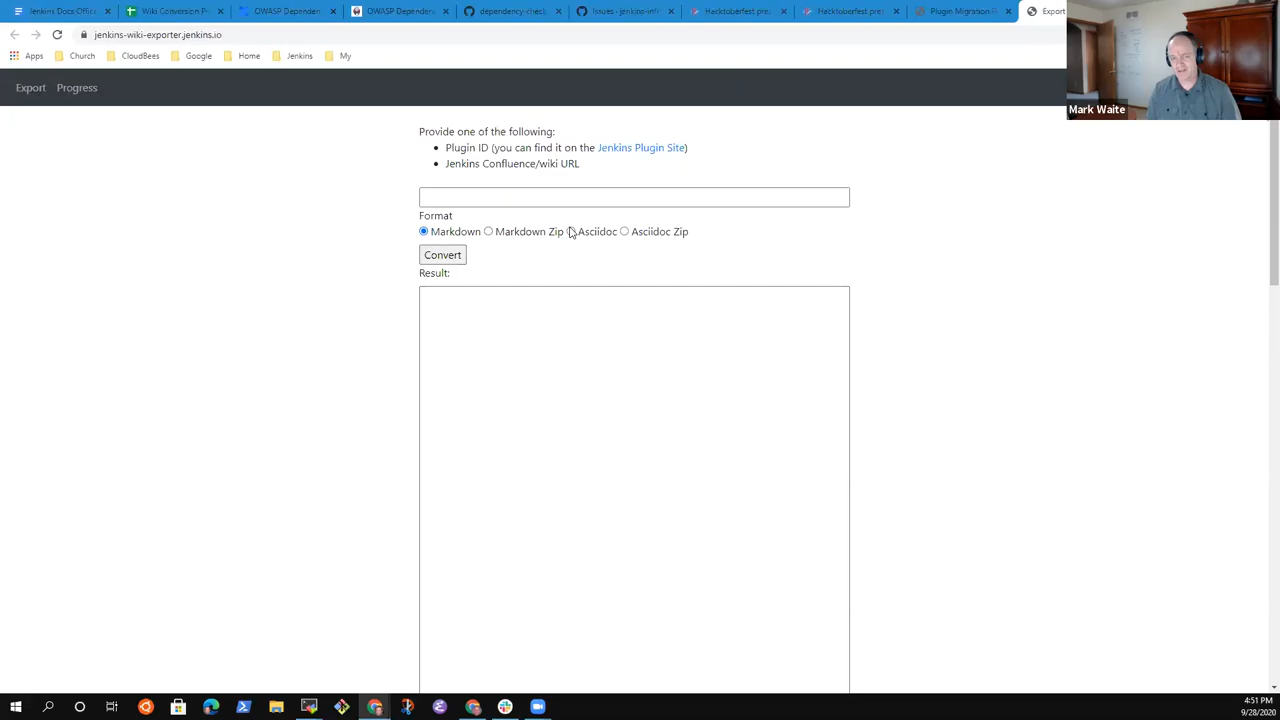 Jenkins Docs Offic
Wiki Conversion P
OWASP Dependen
OWASP Dependen
dependency-check
Issues · jenkins-inf
Hacktoberfest pre
Hacktoberfest pre
Plugin Migration P
Export
jenkins-wiki-exporter.jenkins.io
Apps
Church
CloudBees
Google
Home
Jenkins
My
Export
Progress
Mark Waite
Provide one of the following:
Plugin ID (you can find it on the Jenkins Plugin Site)
Jenkins Confluence/wiki URL
Format
Markdown Markdown Zip Asciidoc Asciidoc Zip
Convert
Result:
4:51 PM
9/28/2020